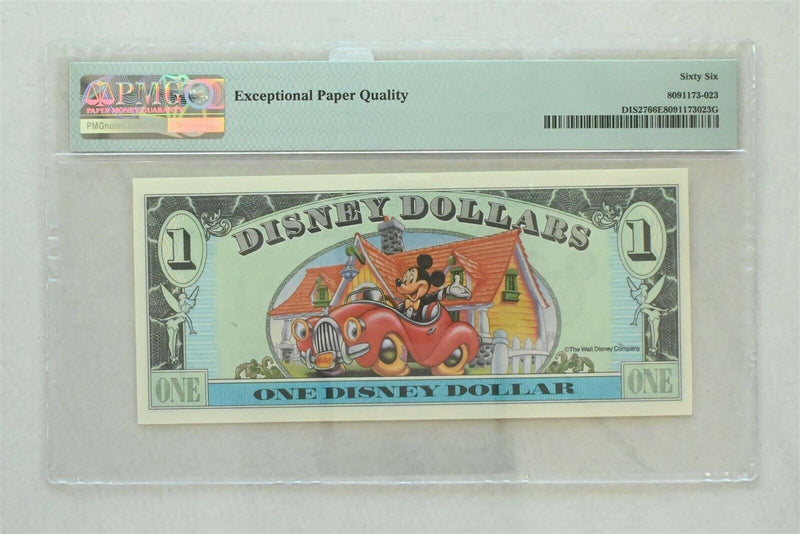 PMG
PAPER MONEY GUARANTY
PMGnotes.com
Exceptional Paper Quality
Sixty Six
8091173-023
DIS2766E8091173023G
DISNEY DOLLARS
1
1
©The Walt Disney Company
ONE
ONE DISNEY DOLLAR
ONE